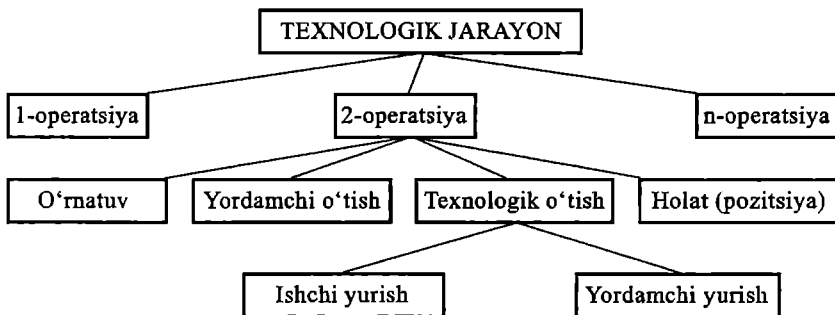 TEXNOLOGIK JARAYON
1-operatsiya
2-operatsiya
n-operatsiya
O‘rnatuv
Yordamchi o‘tish
Texnologik o‘tish
Holat (pozitsiya)
Ishchi yurish
Yordamchi yurish